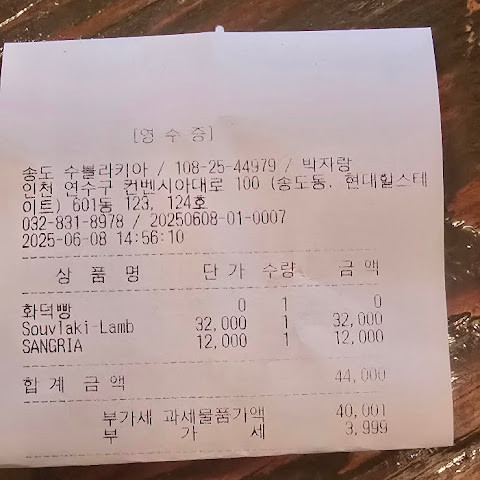 [영 수 증]
송도 수블라키아 / 108-25-44979 / 박자랑
인천 연수구 컨벤시아대로 100 (송도동, 현대힐스테
이트) 601동 123, 124호
032-831-8978 / 20250608-01-0007
2025-06-08 14:56:10
상 품 명 단 가 수량 금 액
화덕빵 0 1 0
Souvlaki-Lamb 32,000 1 32,000
SANGRIA 12,000 1 12,000
합 계 금 액 44,000
부가세 과세물품가액 40,001
부 가 세 3,999